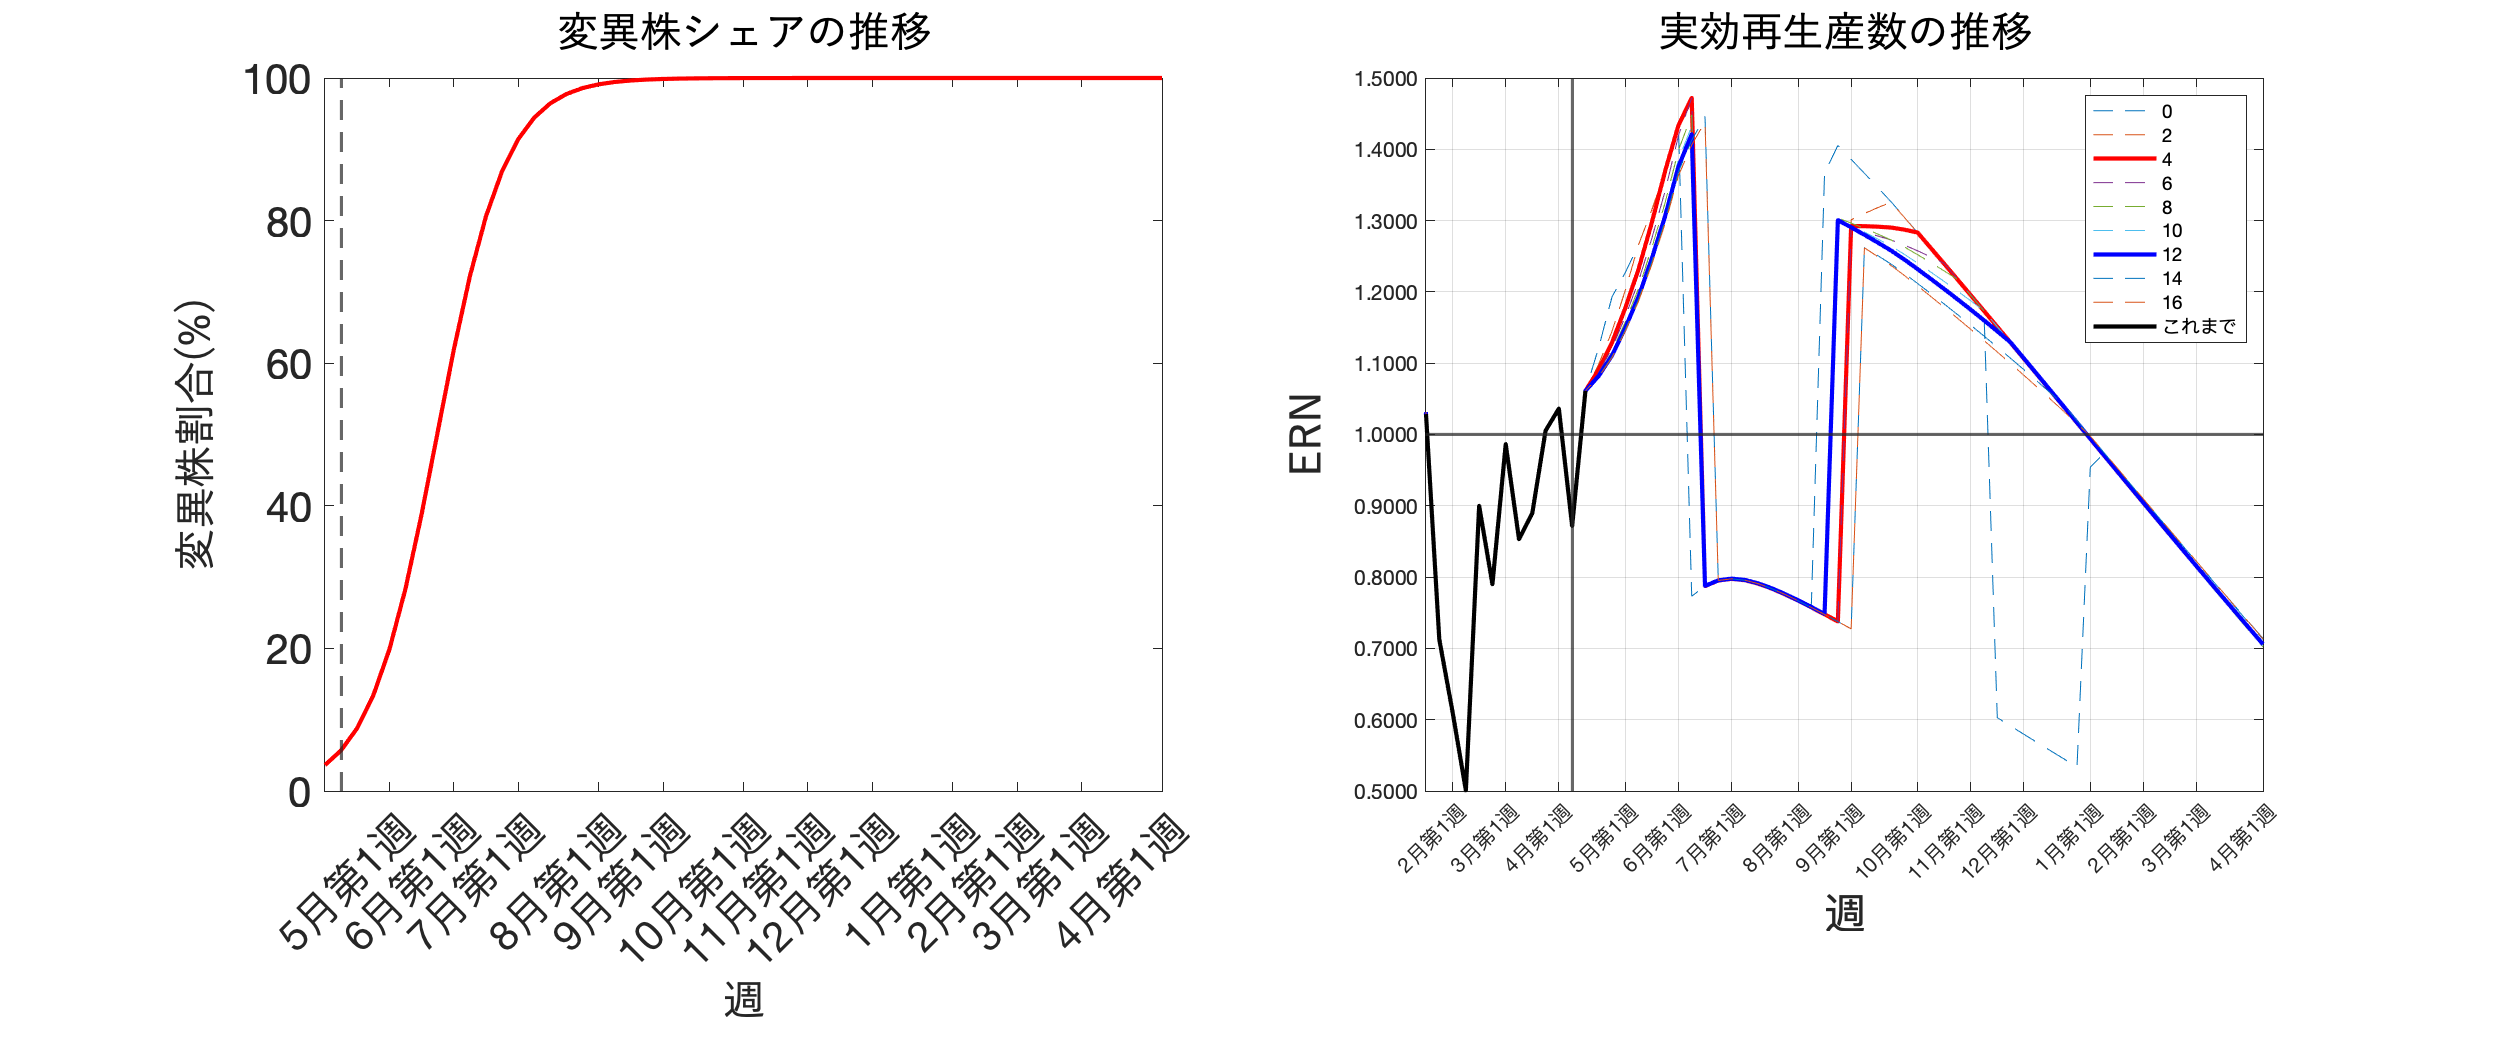 変異株シェアの推移
変異株割合(%)
100
80
60
40
20
0
5月第1週
6月第1週
7月第1週
8月第1週
9月第1週
10月第1週
11月第1週
12月第1週
1月第1週
2月第1週
3月第1週
4月第1週
週
実効再生産数の推移
ERN
1.5000
1.4000
1.3000
1.2000
1.1000
1.0000
0.9000
0.8000
0.7000
0.6000
0.5000
0
2
4
6
8
10
12
14
16
これまで
2月第1週
3月第1週
4月第1週
5月第1週
6月第1週
7月第1週
8月第1週
9月第1週
10月第1週
11月第1週
12月第1週
1月第1週
2月第1週
3月第1週
4月第1週
週